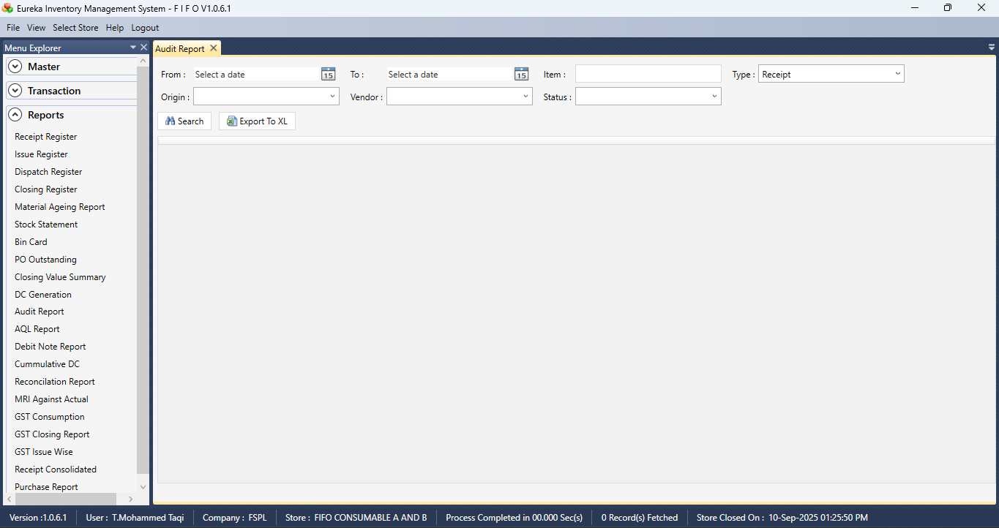 Eureka Inventory Management System - F I F O V1.0.6.1
File View Select Store Help Logout
Menu Explorer
Master
Transaction
Reports
Receipt Register
Issue Register
Dispatch Register
Closing Register
Material Ageing Report
Stock Statement
Bin Card
PO Outstanding
Closing Value Summary
DC Generation
Audit Report
AQL Report
Debit Note Report
Cummulative DC
Reconcilation Report
MRI Against Actual
GST Consumption
GST Closing Report
GST Issue Wise
Receipt Consolidated
Purchase Report
Audit Report
From : Select a date 15 To : Select a date 15 Item : Type : Receipt
Origin : Vendor : Status :
Search Export To XL
Version :1.0.6.1 User : T.Mohammed Taqi Company : FSPL Store : FIFO CONSUMABLE A AND B Process Completed in 00.000 Sec(s) 0 Record(s) Fetched Store Closed On : 10-Sep-2025 01:25:50 PM